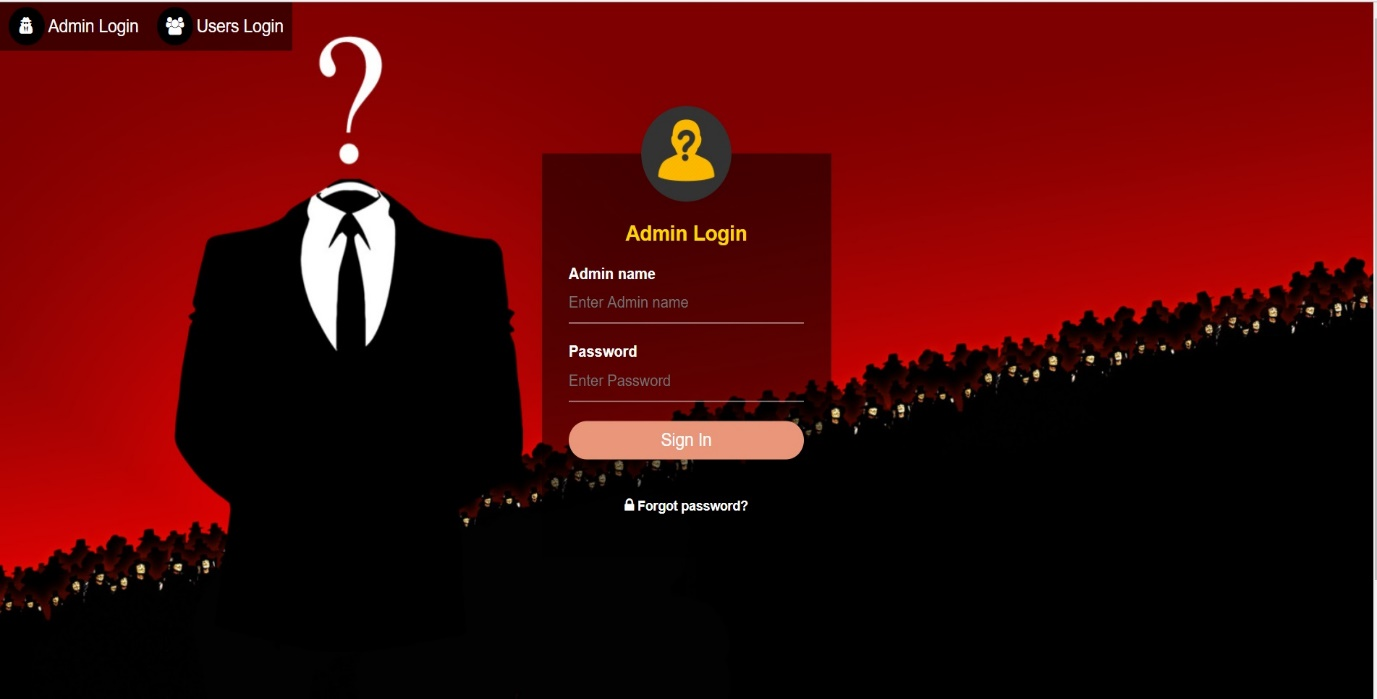 Admin Login
Users Login
?
?
Admin Login
Admin name
Enter Admin name
Password
Enter Password
Sign In
Forgot password?